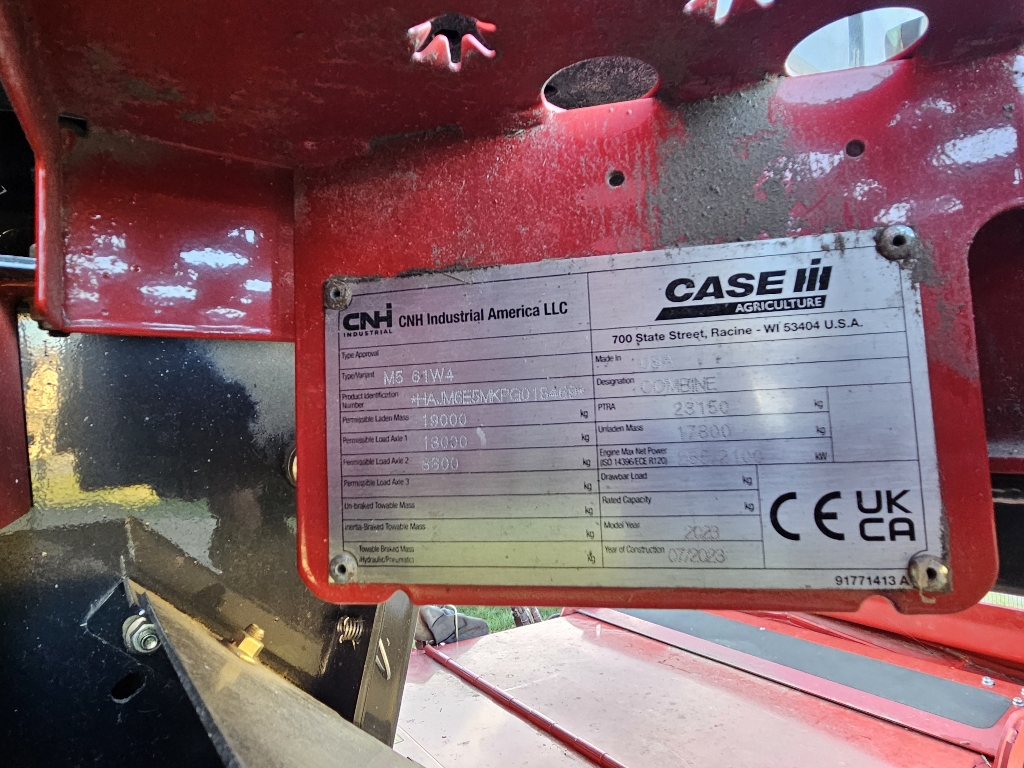 CNH INDUSTRIAL CNH Industrial America LLC
CASE IH AGRICULTURE
700 State Street, Racine - WI 53404 U.S.A.
Type Approval
Made In USA
Type/Variant M5 61W4
Designation COMBINE
Product Identification Number
PTRA 23150 kg
Permissible Laden Mass 19000 kg
Unladen Mass 17800 kg
Permissible Load Axle 1 13000 kg
Engine Max Net Power (ISO 14396/ECE R120) kW
Permissible Load Axle 2 kg
Drawbar Load kg
Permissible Load Axle 3 kg
Rated Capacity kg
Un-braked Towable Mass kg
Model Year 2023
Inertia-Braked Towable Mass kg
Year of Construction 07/2023
Towable Braked Mass
(Hydraulic/Pneumatic) kg
CE UK CA
91771413 A